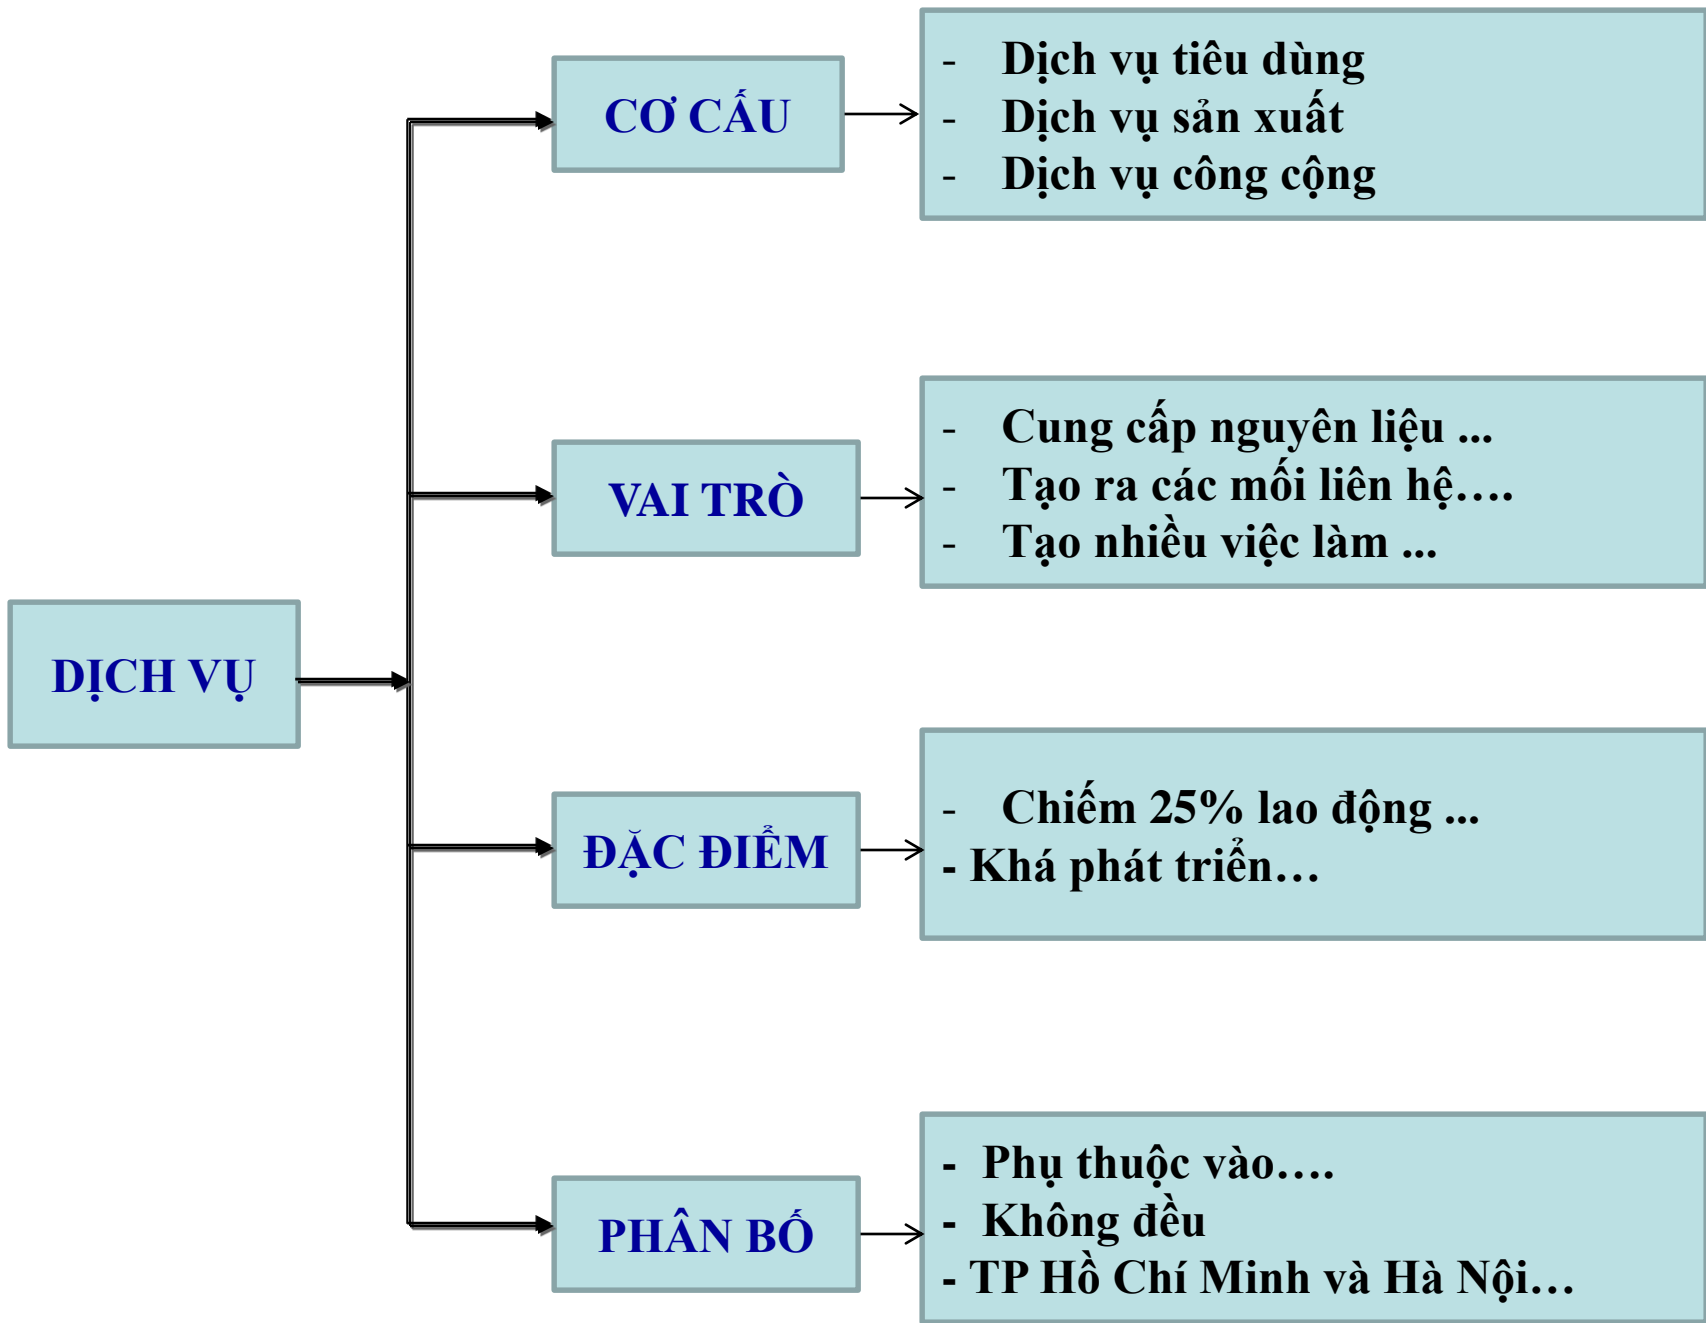 DỊCH VỤ
CƠ CẤU
- Dịch vụ tiêu dùng
- Dịch vụ sản xuất
- Dịch vụ công cộng
VAI TRÒ
- Cung cấp nguyên liệu ...
- Tạo ra các mối liên hệ….
- Tạo nhiều việc làm ...
ĐẶC ĐIỂM
- Chiếm 25% lao động ...
- Khá phát triển…
PHÂN BỐ
- Phụ thuộc vào….
- Không đều
- TP Hồ Chí Minh và Hà Nội…